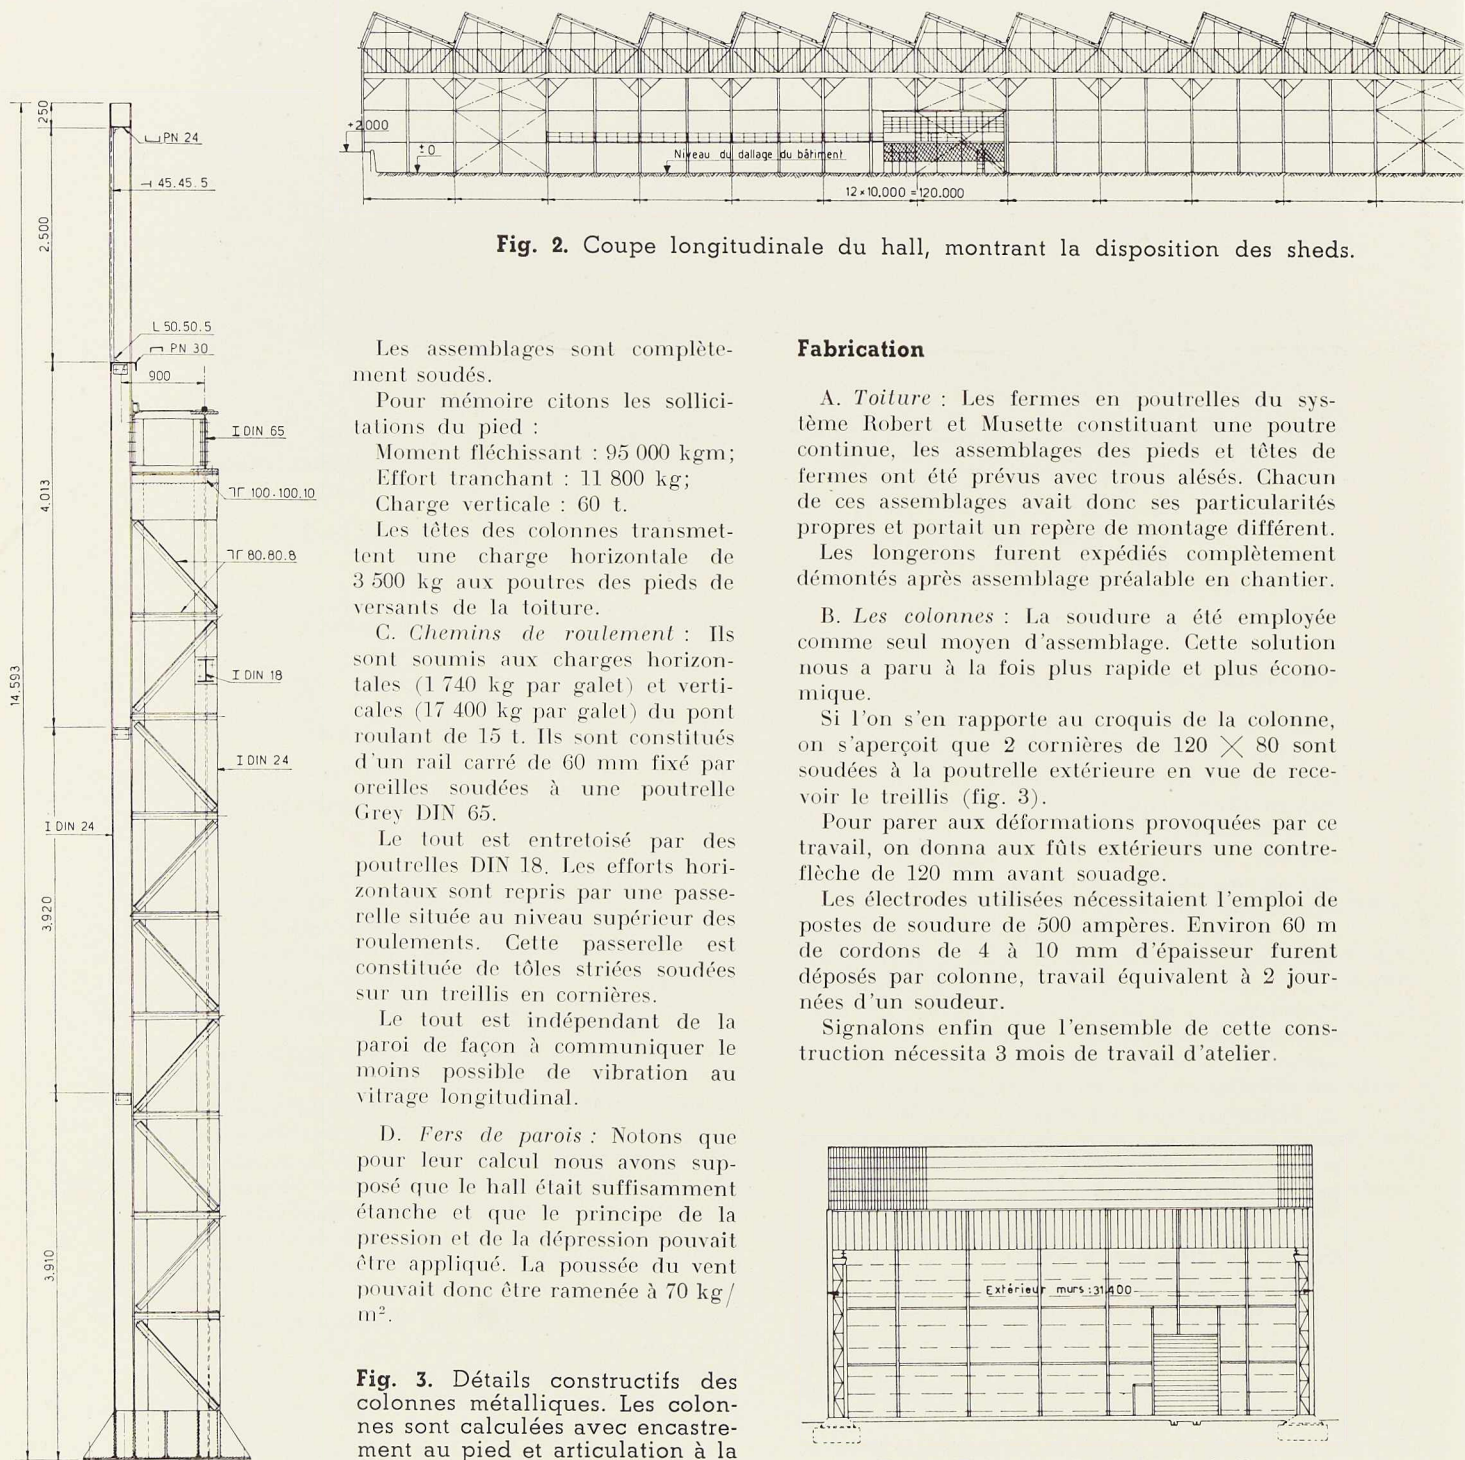 250
PN 24
45.45.5
2.500
L 50.50.5
PN 30
900
I DIN 65
100.100.10
4.013
80.80.8
I DIN 18
14.593
I DIN 24
I DIN 24
3.920
3.910
+2.000
± 0
Niveau du dallage du bâtiment
12×10.000 = 120.000
Fig. 2. Coupe longitudinale du hall, montrant la disposition des sheds.
Les assemblages sont complète-
ment soudés.
Pour mémoire citons les sollici-
tations du pied :
Moment fléchissant : 95 000 kgm;
Effort tranchant : 11 800 kg;
Charge verticale : 60 t.
Les têtes des colonnes transmet-
tent une charge horizontale de
3 500 kg aux poutres des pieds de
versants de la toiture.
C. Chemins de roulement : Ils
sont soumis aux charges horizon-
tales (1 740 kg par galet) et verti-
cales (17 400 kg par galet) du pont
roulant de 15 t. Ils sont constitués
d'un rail carré de 60 mm fixé par
oreilles soudées à une poutrelle
Grey DIN 65.
Le tout est entretoisé par des
poutrelles DIN 18. Les efforts hori-
zontaux sont repris par une passe-
relle située au niveau supérieur des
roulements. Cette passerelle est
constituée de tôles striées soudées
sur un treillis en cornières.
Le tout est indépendant de la
paroi de façon à communiquer le
moins possible de vibration au
vitrage longitudinal.
D. Fers de parois : Notons que
pour leur calcul nous avons sup-
posé que le hall était suffisamment
étanche et que le principe de la
pression et de la dépression pouvait
être appliqué. La poussée du vent
pouvait donc être ramenée à 70 kg/
m².
Fig. 3. Détails constructifs des
colonnes métalliques. Les colon-
nes sont calculées avec encastre-
ment au pied et articulation à la
Fabrication
A. Toiture : Les fermes en poutrelles du sys-
tème Robert et Musette constituant une poutre
continue, les assemblages des pieds et têtes de
fermes ont été prévus avec trous alésés. Chacun
de ces assemblages avait donc ses particularités
propres et portait un repère de montage différent.
Les longerons furent expédiés complètement
démontés après assemblage préalable en chantier.
B. Les colonnes : La soudure a été employée
comme seul moyen d'assemblage. Cette solution
nous a paru à la fois plus rapide et plus écono-
mique.
Si l'on s'en rapporte au croquis de la colonne,
on s'aperçoit que 2 cornières de 120 × 80 sont
soudées à la poutrelle extérieure en vue de rece-
voir le treillis (fig. 3).
Pour parer aux déformations provoquées par ce
travail, on donna aux fûts extérieurs une contre-
flèche de 120 mm avant souadge.
Les électrodes utilisées nécessitaient l'emploi de
postes de soudure de 500 ampères. Environ 60 m
de cordons de 4 à 10 mm d'épaisseur furent
déposés par colonne, travail équivalent à 2 jour-
nées d'un soudeur.
Signalons enfin que l'ensemble de cette cons-
truction nécessita 3 mois de travail d'atelier.
Extérieur murs : 31.400